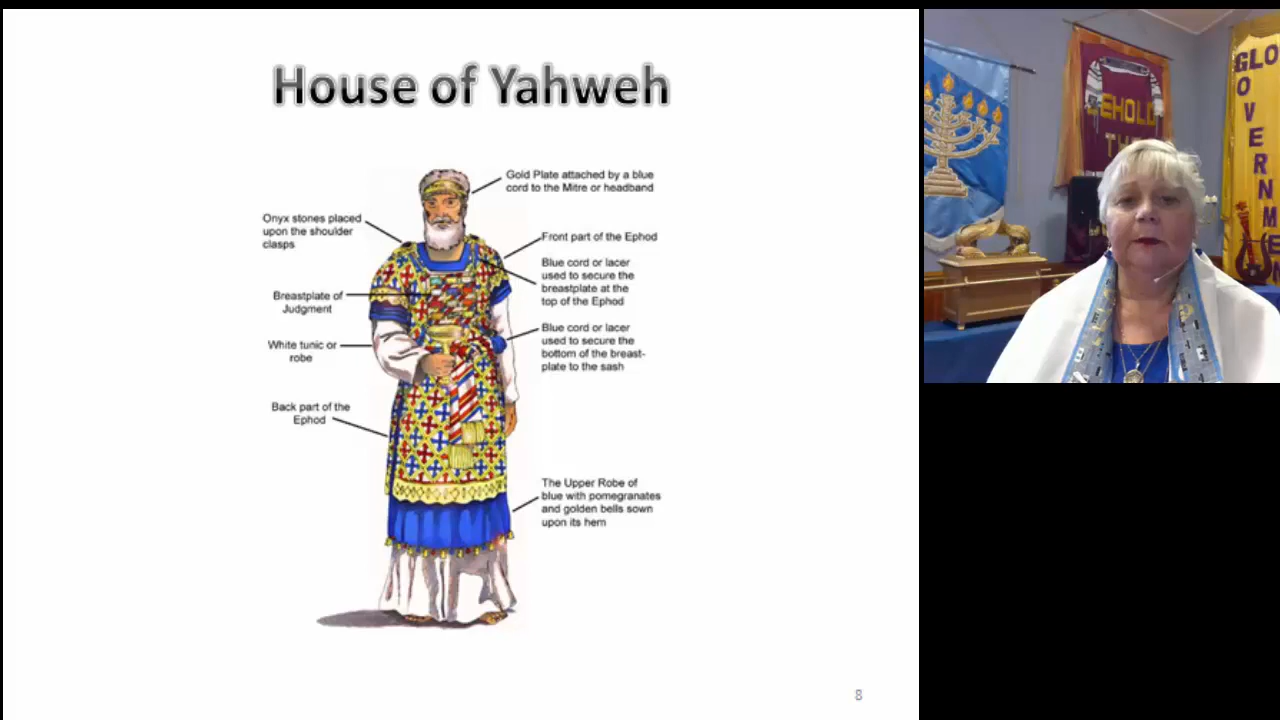 House of Yahweh
Gold Plate attached by a blue
cord to the Mitre or headband
Onyx stones placed
upon the shoulder
clasps
Front part of the Ephod
Blue cord or lacer
used to secure the
breastplate at the
top of the Ephod
Breastplate of
Judgment
Blue cord or lacer
used to secure the
bottom of the breast-
plate to the sash
White tunic or
robe
Back part of the
Ephod
The Upper Robe of
blue with pomegranates
and golden bells sown
upon its hem
8
EHOLD
TH
GLO
OVERNME